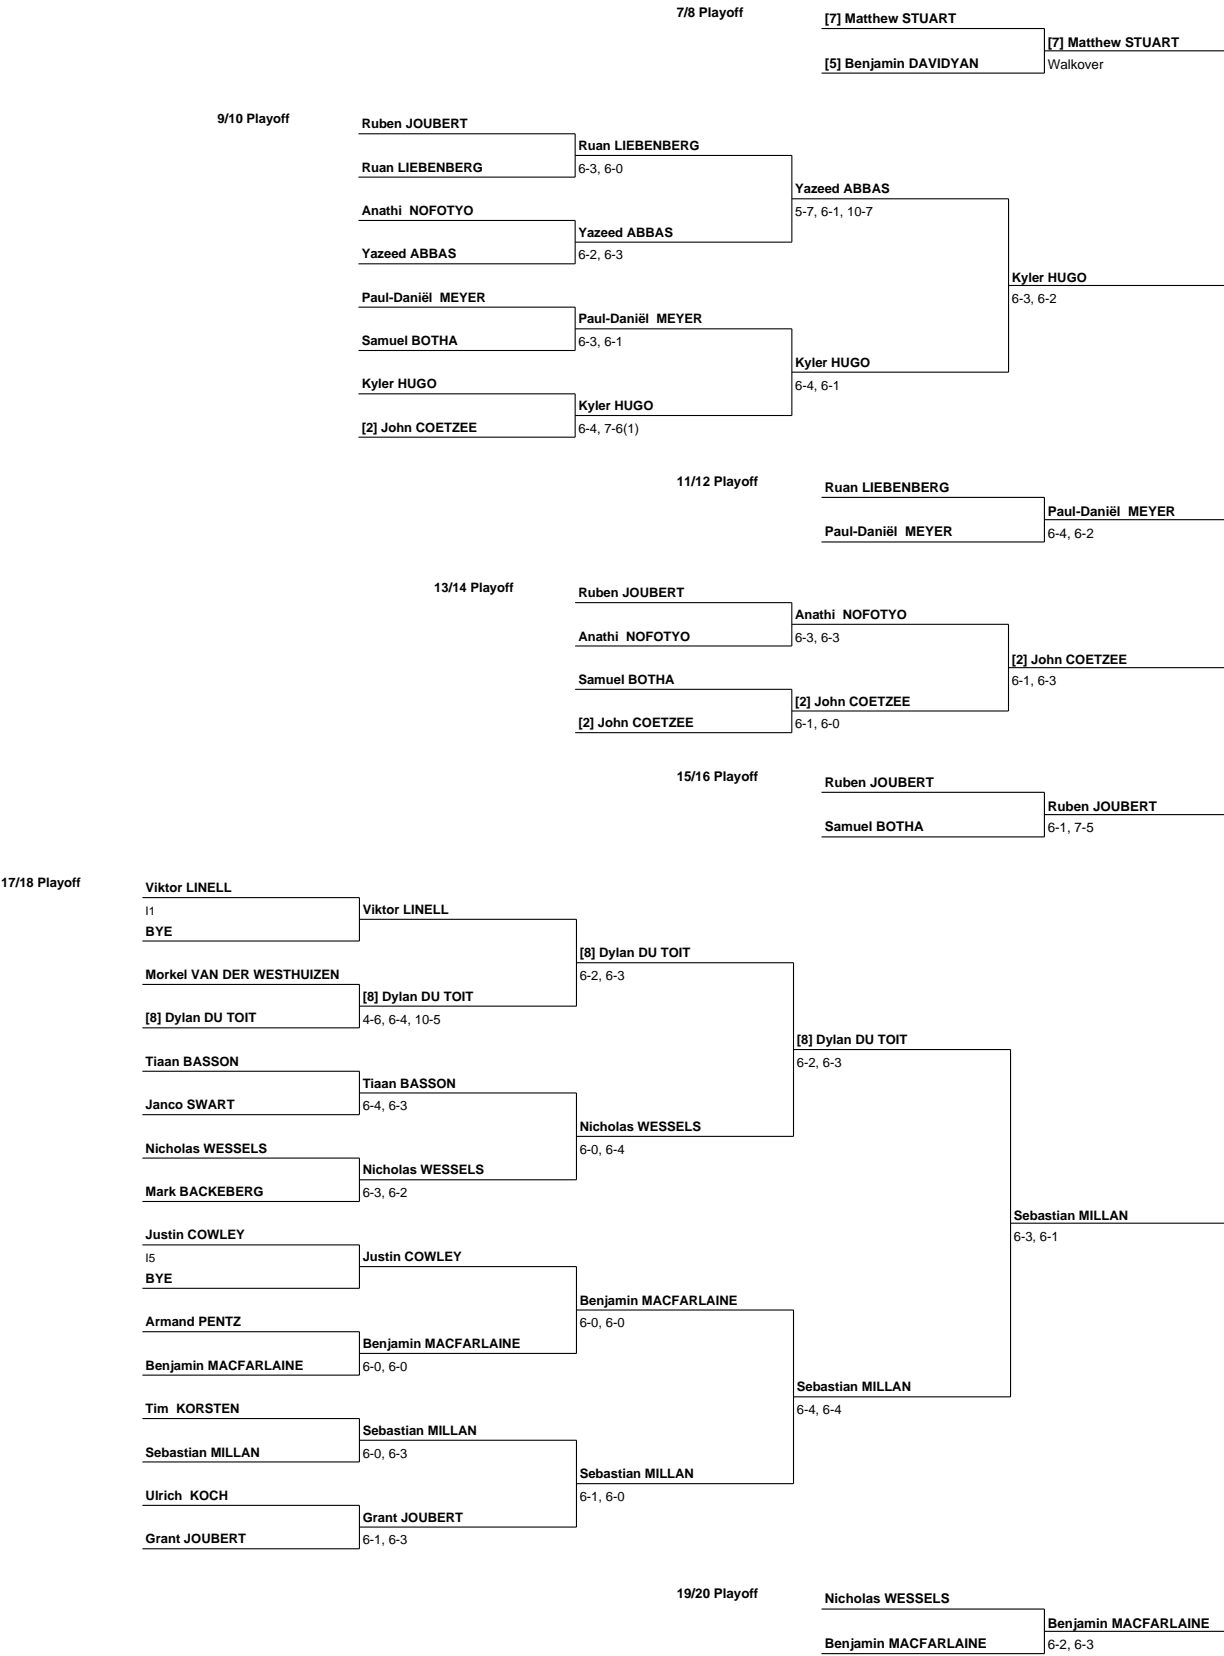 7/8 Playoff
[7] Matthew STUART
[7] Matthew STUART
[5] Benjamin DAVIDYAN
Walkover
9/10 Playoff
Ruben JOUBERT
Ruan LIEBENBERG
Ruan LIEBENBERG
6-3, 6-0
Yazeed ABBAS
Anathi NOFOTYO
5-7, 6-1, 10-7
Yazeed ABBAS
Yazeed ABBAS
6-2, 6-3
Kyler HUGO
Paul-Daniël MEYER
6-3, 6-2
Paul-Daniël MEYER
Samuel BOTHA
6-3, 6-1
Kyler HUGO
Kyler HUGO
6-4, 6-1
Kyler HUGO
[2] John COETZEE
6-4, 7-6(1)
11/12 Playoff
Ruan LIEBENBERG
Paul-Daniël MEYER
Paul-Daniël MEYER
6-4, 6-2
13/14 Playoff
Ruben JOUBERT
Anathi NOFOTYO
Anathi NOFOTYO
6-3, 6-3
[2] John COETZEE
Samuel BOTHA
6-1, 6-3
[2] John COETZEE
[2] John COETZEE
6-1, 6-0
15/16 Playoff
Ruben JOUBERT
Ruben JOUBERT
Samuel BOTHA
6-1, 7-5
17/18 Playoff
Viktor LINELL
I1
Viktor LINELL
BYE
[8] Dylan DU TOIT
Morkel VAN DER WESTHUIZEN
6-2, 6-3
[8] Dylan DU TOIT
[8] Dylan DU TOIT
4-6, 6-4, 10-5
[8] Dylan DU TOIT
Tiaan BASSON
6-2, 6-3
Tiaan BASSON
Janco SWART
6-4, 6-3
Nicholas WESSELS
Nicholas WESSELS
6-0, 6-4
Nicholas WESSELS
Mark BACKEBERG
6-3, 6-2
Sebastian MILLAN
Justin COWLEY
6-3, 6-1
I5
Justin COWLEY
BYE
Benjamin MACFARLAINE
Armand PENTZ
6-0, 6-0
Benjamin MACFARLAINE
Benjamin MACFARLAINE
6-0, 6-0
Sebastian MILLAN
Tim KORSTEN
6-4, 6-4
Sebastian MILLAN
Sebastian MILLAN
6-0, 6-3
Sebastian MILLAN
Ulrich KOCH
6-1, 6-0
Grant JOUBERT
Grant JOUBERT
6-1, 6-3
19/20 Playoff
Nicholas WESSELS
Benjamin MACFARLAINE
Benjamin MACFARLAINE
6-2, 6-3